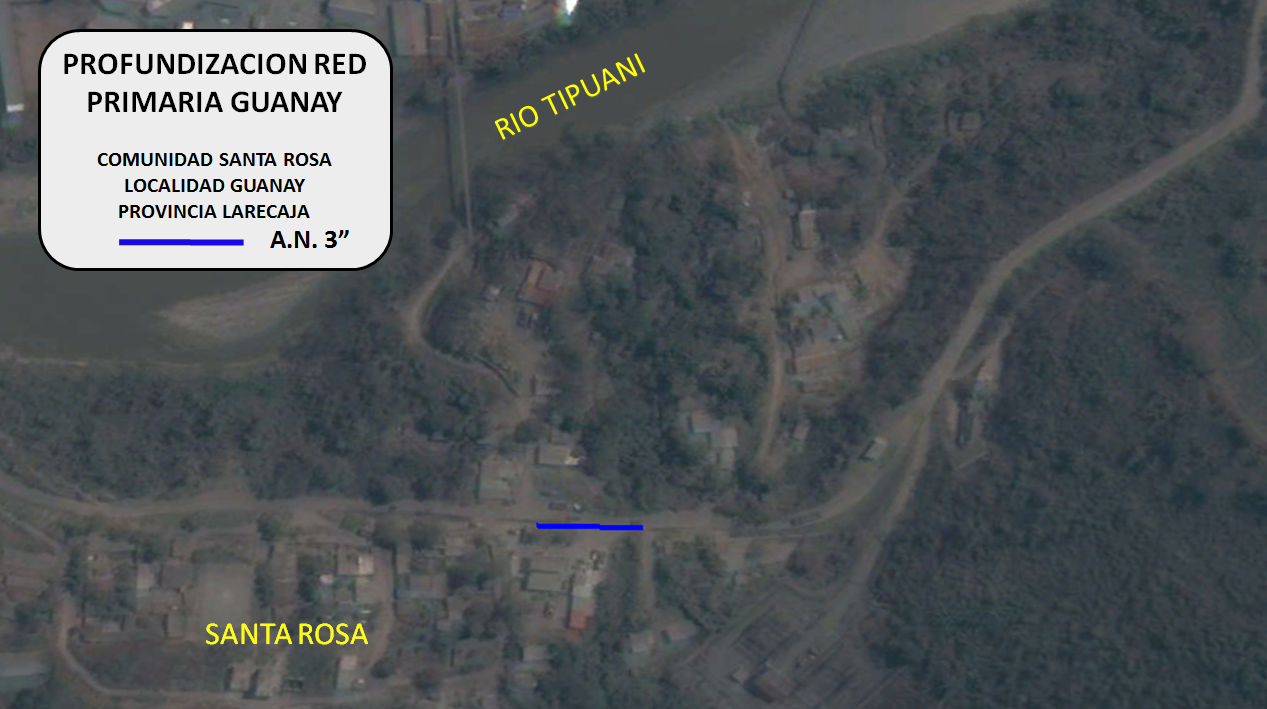 PROFUNDIZACION RED
PRIMARIA GUANAY
COMUNIDAD SANTA ROSA
LOCALIDAD GUANAY
PROVINCIA LARECAJA
A.N. 3”
RIO TIPUANI
SANTA ROSA